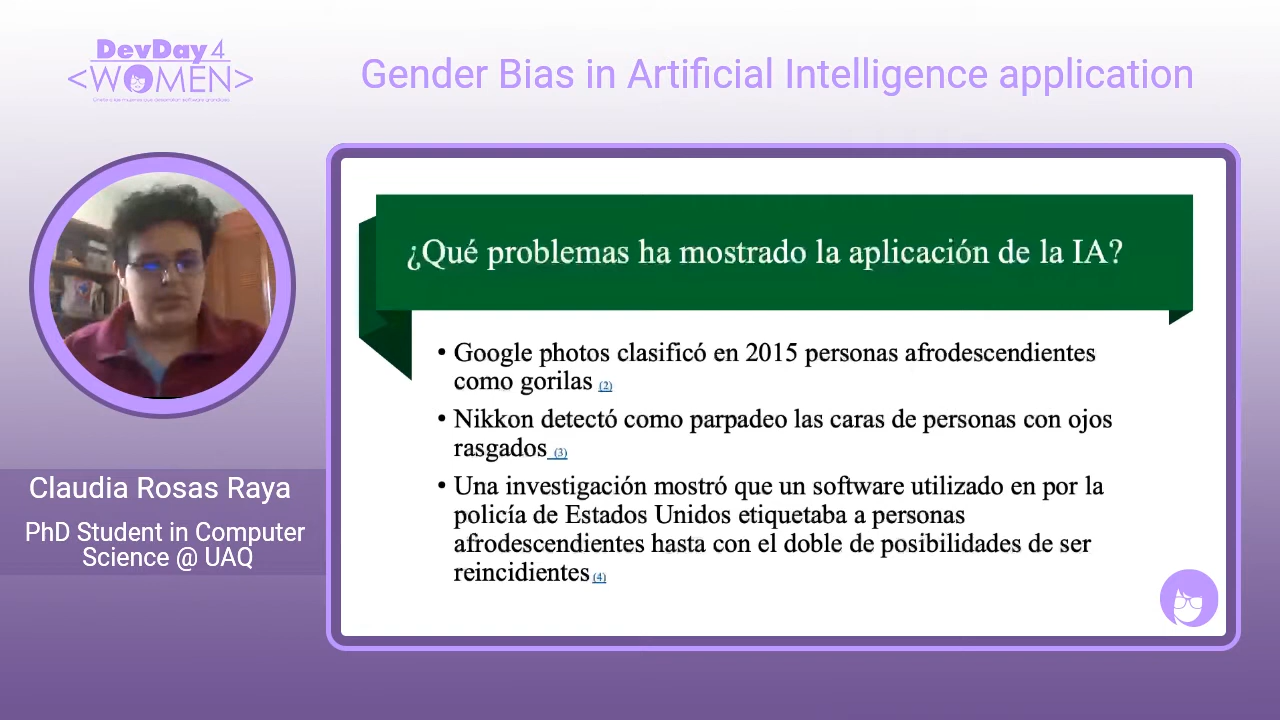 DevDay 4
<WOMEN>
Gender Bias in Artificial Intelligence application
¿Qué problemas ha mostrado la aplicación de la IA?
• Google photos clasificó en 2015 personas afrodescendientes
como gorilas (2)
• Nikkon detectó como parpadeo las caras de personas con ojos
rasgados (3)
• Una investigación mostró que un software utilizado en por la
policía de Estados Unidos etiquetaba a personas
afrodescendientes hasta con el doble de posibilidades de ser
reincidientes (4)
Claudia Rosas Raya
PhD Student in Computer
Science @ UAQ